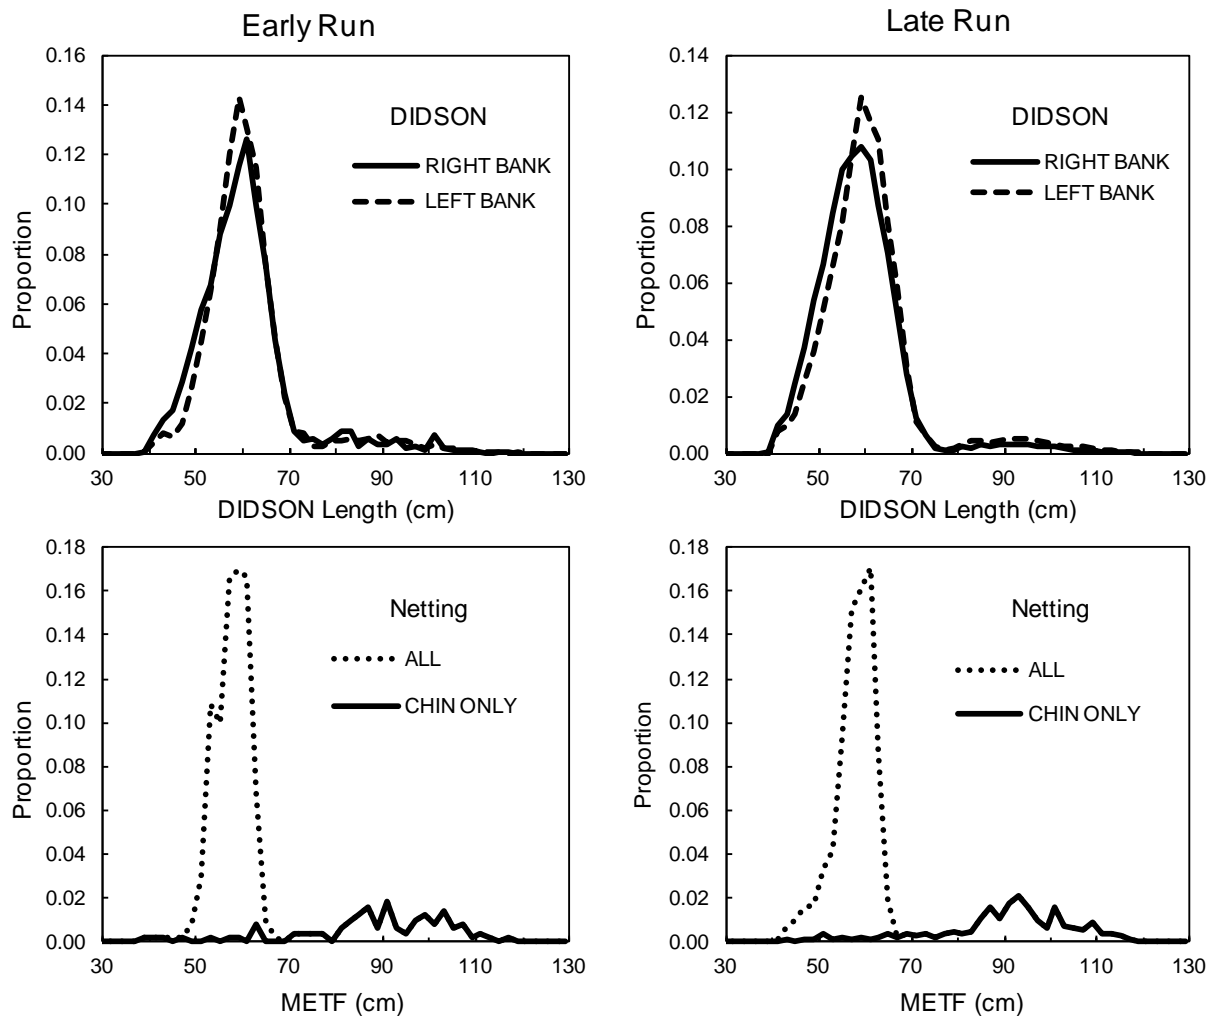 Early Run
0.16
0.14
0.12
0.10
0.08
0.06
0.04
0.02
0.00
Proportion
DIDSON
RIGHT BANK
LEFT BANK
30 50 70 90 110 130
DIDSON Length (cm)
Late Run
0.14
0.12
0.10
0.08
0.06
0.04
0.02
0.00
Proportion
DIDSON
RIGHT BANK
LEFT BANK
30 50 70 90 110 130
DIDSON Length (cm)
0.18
0.16
0.14
0.12
0.10
0.08
0.06
0.04
0.02
0.00
Proportion
Netting
ALL
CHIN ONLY
30 50 70 90 110 130
METF (cm)
0.18
0.16
0.14
0.12
0.10
0.08
0.06
0.04
0.02
0.00
Proportion
Netting
ALL
CHIN ONLY
30 50 70 90 110 130
METF (cm)